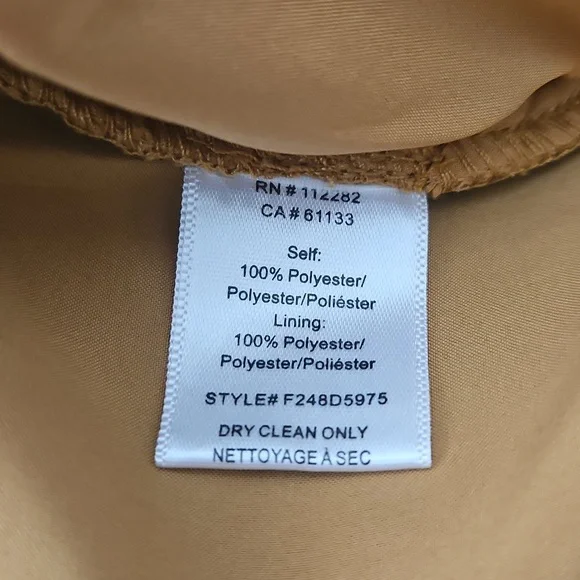 RN # 112282
CA # 61133
Self:
100% Polyester/
Polyester/Poliéster
Lining:
100% Polyester/
Polyester/Poliéster
STYLE# F248D5975
DRY CLEAN ONLY
NETTOYAGE À SEC